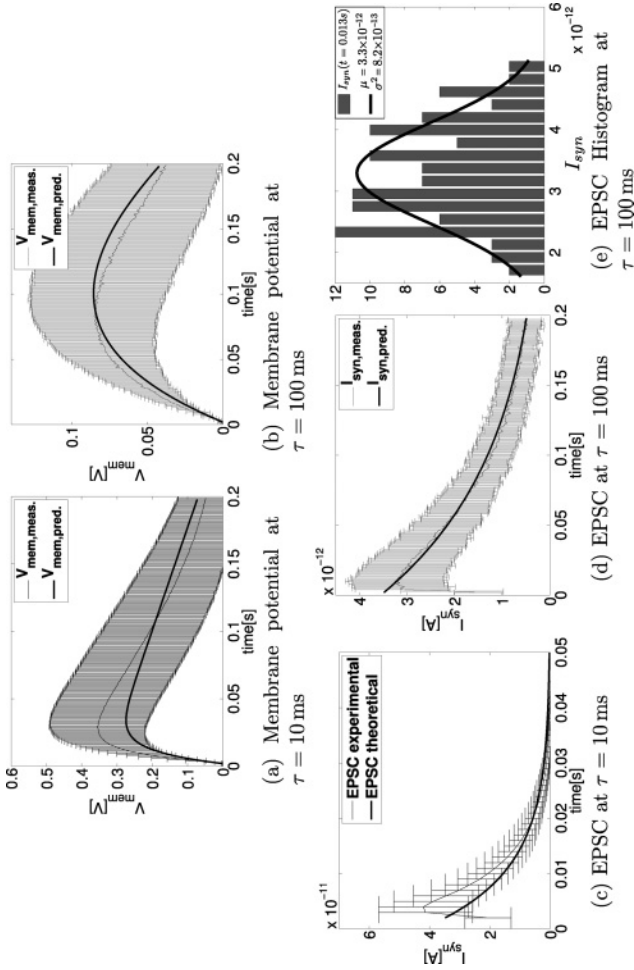 0.6
0.5
0.4
0.3
0.2
0.1
0
V_mem[V]
0 0.05 0.1 0.15 0.2
time[s]
V_mem,meas.
V_mem,pred.
(a) Membrane potential at
τ = 10 ms
0.1
0.05
0
V_mem[V]
0 0.05 0.1 0.15 0.2
time[s]
V_mem,meas.
V_mem,pred.
(b) Membrane potential at
τ = 100 ms
x 10⁻¹¹
6
4
2
0
I_syn[A]
0 0.01 0.02 0.03 0.04 0.05
time[s]
EPSC experimental
EPSC theoretical
(c) EPSC at τ = 10 ms
x 10⁻¹²
4
3
2
1
0
I_syn[A]
0 0.05 0.1 0.15 0.2
time[s]
I_syn,meas.
I_syn,pred.
(d) EPSC at τ = 100 ms
12
10
8
6
4
2
0
2 3 4 5 6
x 10⁻¹²
I_syn
I_syn(t = 0.013s)
μ = 3.3×10⁻¹²
σ² = 8.2×10⁻¹³
(e) EPSC Histogram at
τ = 100 ms